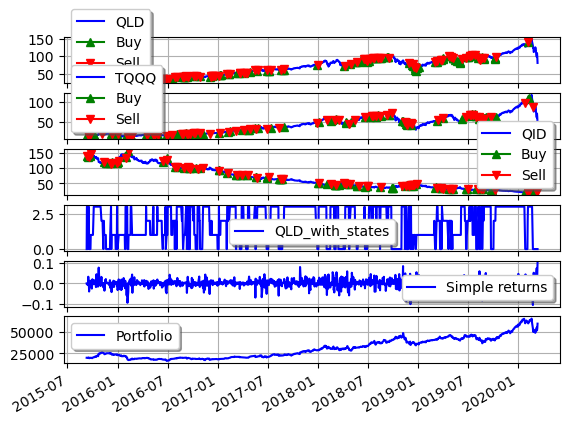 QLD
Buy
Sell
150
100
50
TQQQ
Buy
Sell
100
50
QID
Buy
Sell
150
100
50
QLD_with_states
2.5
0.0
Simple returns
0.1
0.0
−0.1
Portfolio
50000
25000
2015-07
2016-01
2016-07
2017-01
2017-07
2018-01
2018-07
2019-01
2019-07
2020-01